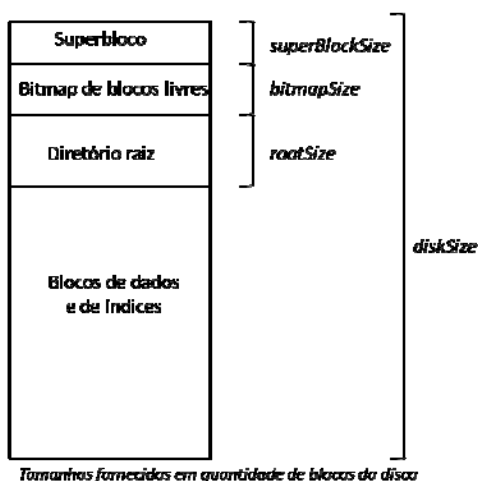 Superbloco
superBlockSize
Bitmap de blocos livres
bitmapSize
Diretório raiz
rootSize
diskSize
Blocos de dados
e de índices
Tamanhos fornecidos em quantidade de blocos do disco